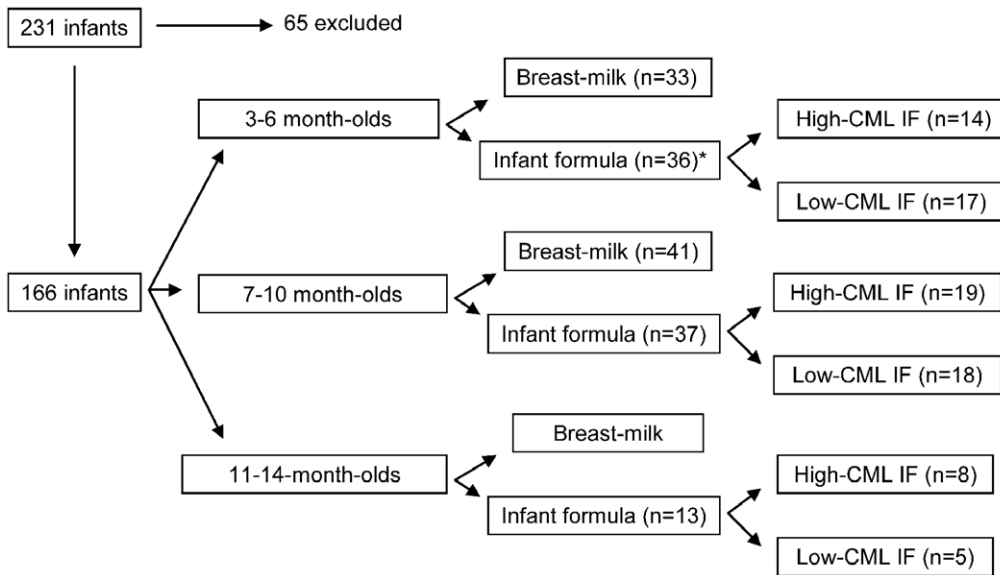 231 infants
65 excluded
Breast-milk (n=33)
3-6 month-olds
High-CML IF (n=14)
Infant formula (n=36)*
Low-CML IF (n=17)
Breast-milk (n=41)
166 infants
7-10 month-olds
High-CML IF (n=19)
Infant formula (n=37)
Low-CML IF (n=18)
Breast-milk
11-14-month-olds
High-CML IF (n=8)
Infant formula (n=13)
Low-CML IF (n=5)